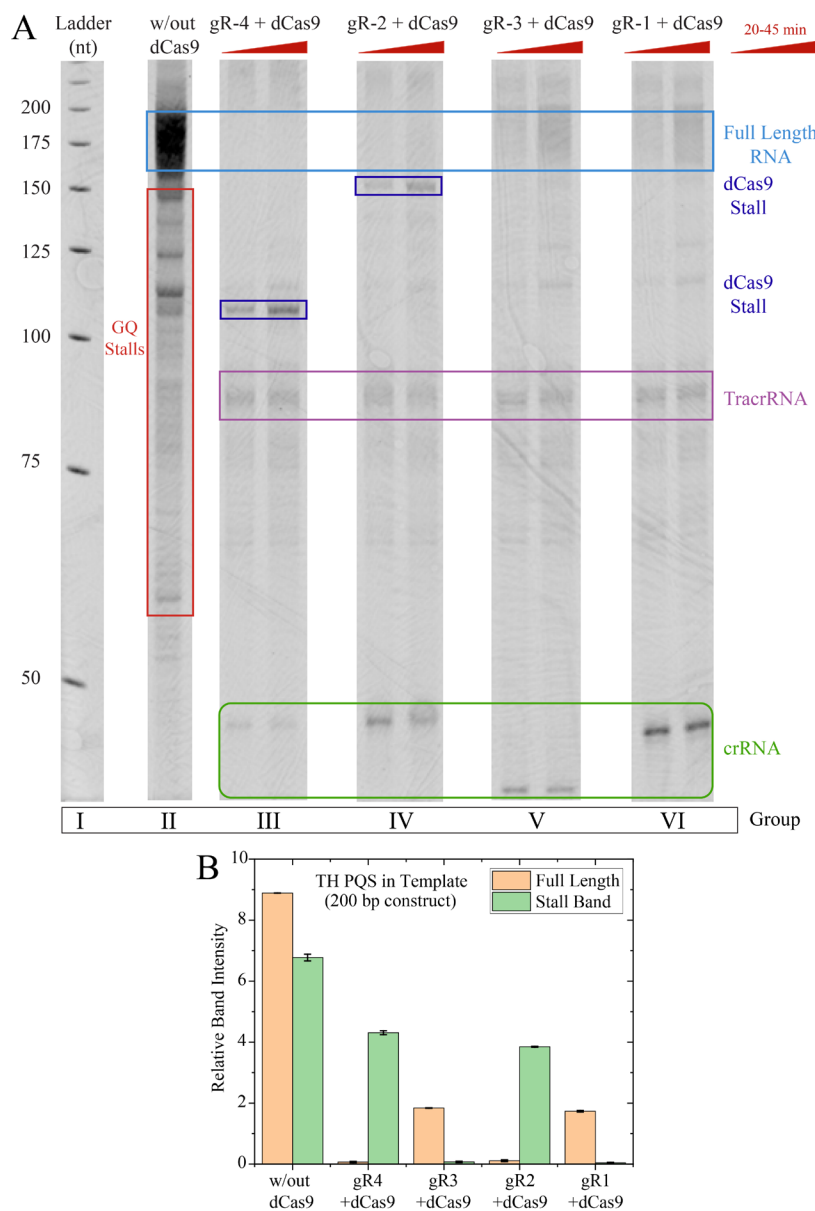 A
Ladder
(nt)
w/out
dCas9
gR-4 + dCas9
gR-2 + dCas9
gR-3 + dCas9
gR-1 + dCas9
20-45 min
200
175
150
125
100
75
50
GQ
Stalls
Full Length
RNA
dCas9
Stall
dCas9
Stall
TracrRNA
crRNA
I II III IV V VI Group
B
TH PQS in Template
(200 bp construct)
Full Length
Stall Band
Relative Band Intensity
10
8
6
4
2
0
w/out
dCas9
gR4
+dCas9
gR3
+dCas9
gR2
+dCas9
gR1
+dCas9